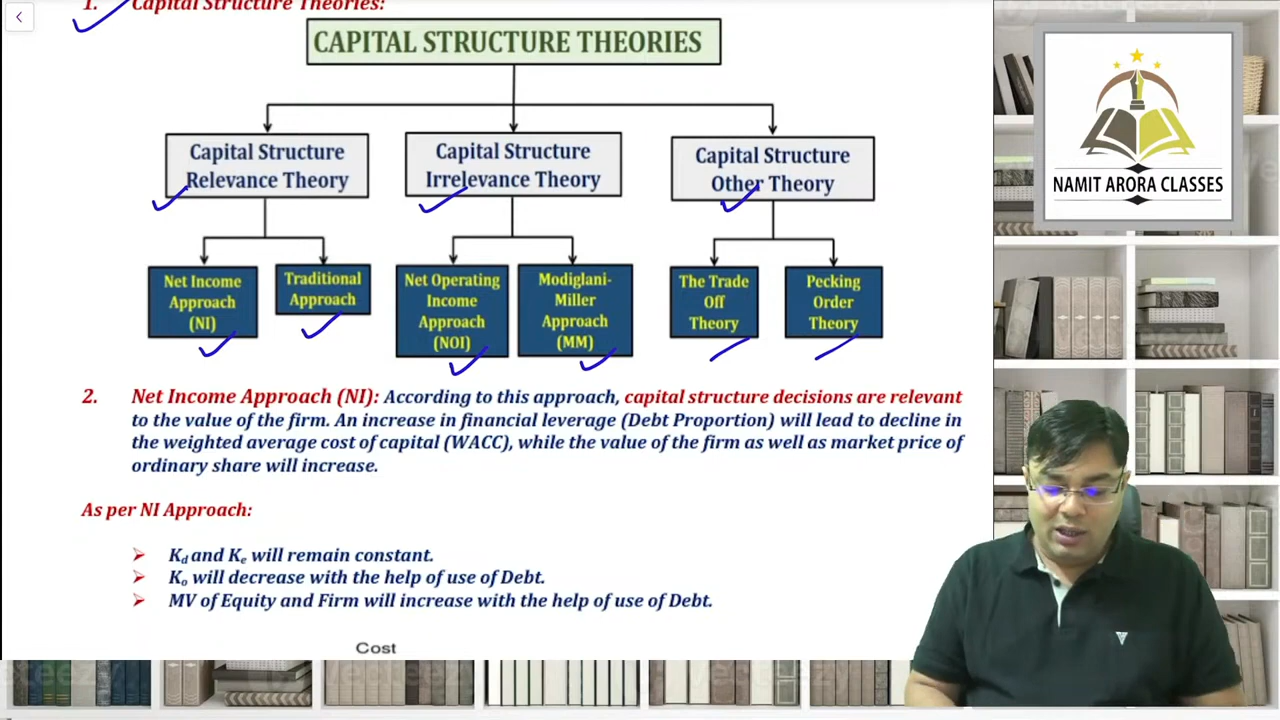 1. Capital Structure Theories:
CAPITAL STRUCTURE THEORIES
Capital Structure
Relevance Theory
Capital Structure
Irrelevance Theory
Capital Structure
Other Theory
Net Income
Approach
(NI)
Traditional
Approach
Net Operating
Income
Approach
(NOI)
Modiglani-
Miller
Approach
(MM)
The Trade
Off
Theory
Pecking
Order
Theory
2. Net Income Approach (NI): According to this approach, capital structure decisions are relevant
to the value of the firm. An increase in financial leverage (Debt Proportion) will lead to decline in
the weighted average cost of capital (WACC), while the value of the firm as well as market price of
ordinary share will increase.
As per NI Approach:
Kd and Ke will remain constant.
Ko will decrease with the help of use of Debt.
MV of Equity and Firm will increase with the help of use of Debt.
Cost
NAMIT ARORA CLASSES